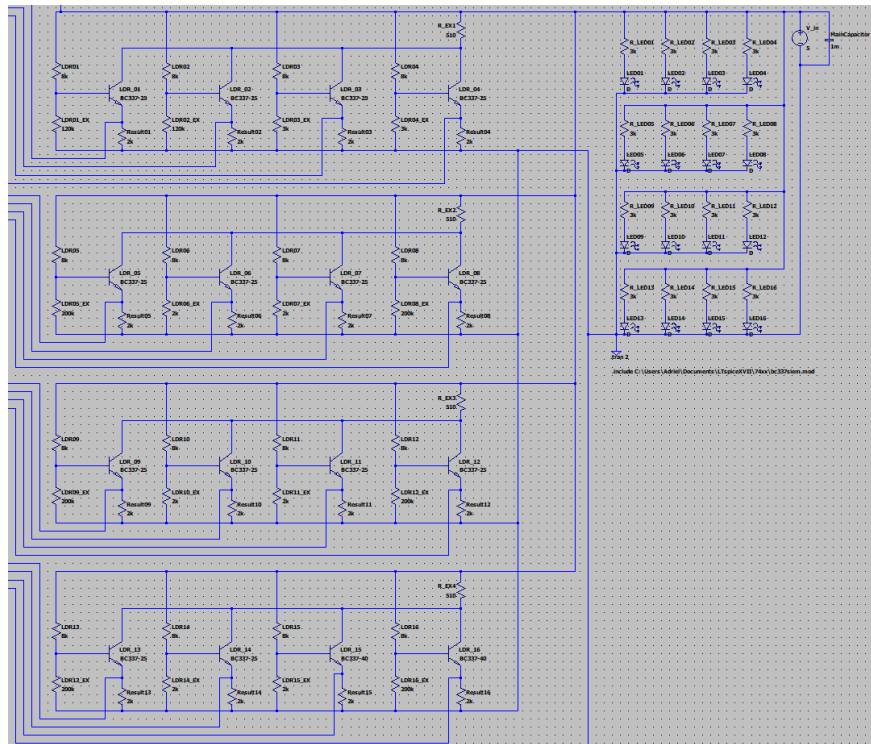 R_EX1
510
LDR01
8k
LDR02
8k
LDR03
8k
LDR04
8k
LDR_01
BC337-25
LDR_02
BC337-25
LDR_03
BC337-25
LDR_04
BC337-25
LDR01_EX
120k
LDR02_EX
120k
LDR03_EX
3k
LDR04_EX
3k
Result01
2k
Result02
2k
Result03
2k
Result04
2k
R_EX2
510
LDR05
8k
LDR06
8k
LDR07
8k
LDR08
8k
LDR_05
BC337-25
LDR_06
BC337-25
LDR_07
BC337-25
LDR_08
BC337-25
LDR05_EX
200k
LDR06_EX
2k
LDR07_EX
2k
LDR08_EX
200k
Result05
2k
Result06
2k
Result07
2k
Result08
2k
R_EX3
510
LDR09
8k
LDR10
8k
LDR11
8k
LDR12
8k
LDR_09
BC337-25
LDR_10
BC337-25
LDR_11
BC337-25
LDR_12
BC337-25
LDR09_EX
200k
LDR10_EX
2k
LDR11_EX
2k
LDR12_EX
200k
Result09
2k
Result10
2k
Result11
2k
Result12
2k
R_EX4
510
LDR13
8k
LDR14
8k
LDR15
8k
LDR16
8k
LDR_13
BC337-25
LDR_14
BC337-25
LDR_15
BC337-40
LDR_16
BC337-40
LDR13_EX
200k
LDR14_EX
2k
LDR15_EX
2k
LDR16_EX
200k
Result13
2k
Result14
2k
Result15
2k
Result16
2k
R_LED01
3k
R_LED02
3k
R_LED03
3k
R_LED04
3k
LED01
D
LED02
D
LED03
D
LED04
D
R_LED05
3k
R_LED06
3k
R_LED07
3k
R_LED08
3k
LED05
D
LED06
D
LED07
D
LED08
D
R_LED09
3k
R_LED10
3k
R_LED11
3k
R_LED12
3k
LED09
D
LED10
D
LED11
D
LED12
D
R_LED13
3k
R_LED14
3k
R_LED15
3k
R_LED16
3k
LED13
D
LED14
D
LED15
D
LED16
D
V_in
5
MainCapacitor
1m
.tran 2
.include C:\Users\Adriel\Documents\LTspiceXVII\74xx\bc337siem.mod